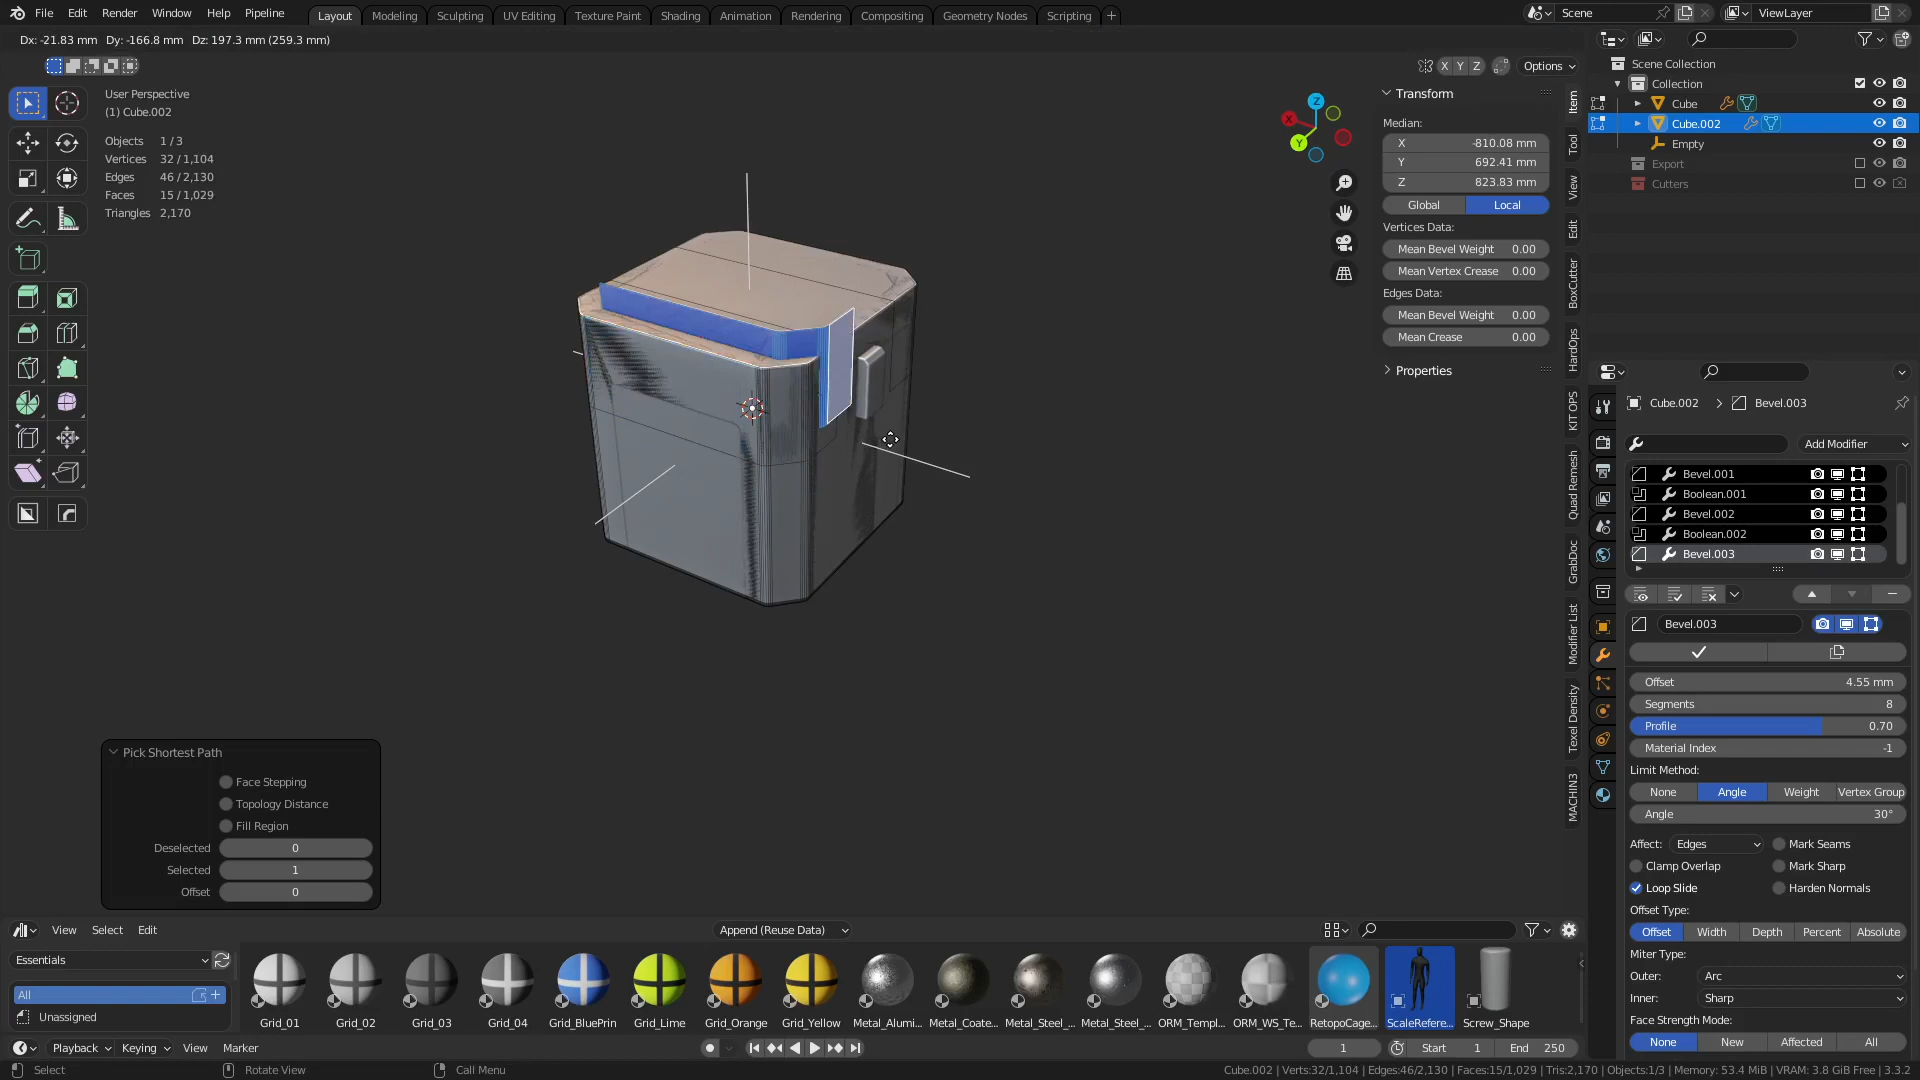 File Edit Render Window Help Pipeline Layout Modeling Sculpting UV Editing Texture Paint Shading Animation Rendering Compositing Geometry Nodes Scripting Scene ViewLayer
Dx: -21.83 mm Dy: -166.8 mm Dz: 197.3 mm (259.3 mm)
X Y Z Options
User Perspective
(1) Cube.002
Objects 1 / 3
Vertices 32 / 1,104
Edges 46 / 2,130
Faces 15 / 1,029
Triangles 2,170
Z
X
Y
Transform
Median:
X -810.08 mm
Y 692.41 mm
Z 823.83 mm
Global Local
Vertices Data:
Mean Bevel Weight 0.00
Mean Vertex Crease 0.00
Edges Data:
Mean Bevel Weight 0.00
Mean Crease 0.00
Properties
Item
Tool
View
Edit
BoxCutter
HardOps
KIT OPS
Quad Remesh
GrabDoc
Modifier List
Texel Density
MACHIN3
Scene Collection
Collection
Cube
Cube.002
Empty
Export
Cutters
Cube.002 > Bevel.003
Add Modifier
Bevel.001
Boolean.001
Bevel.002
Boolean.002
Bevel.003
Bevel.003
Offset 4.55 mm
Segments 8
Profile 0.70
Material Index -1
Limit Method:
None Angle Weight Vertex Group
Angle 30°
Affect: Edges Mark Seams
Clamp Overlap Mark Sharp
Loop Slide Harden Normals
Offset Type:
Offset Width Depth Percent Absolute
Miter Type:
Outer: Arc
Inner: Sharp
Face Strength Mode:
None New Affected All
Pick Shortest Path
Face Stepping
Topology Distance
Fill Region
Deselected 0
Selected 1
Offset 0
View Select Edit Append (Reuse Data)
Essentials
All
Unassigned
Grid_01 Grid_02 Grid_03 Grid_04 Grid_BluePrin Grid_Lime Grid_Orange Grid_Yellow Metal_Alumi... Metal_Coate... Metal_Steel_... Metal_Steel_... ORM_Templ... ORM_WS_Te... RetopoCage... ScaleRefere... Screw_Shape
Playback Keying View Marker 1 Start 1 End 250
Select Rotate View Call Menu Cube.002 | Verts:32/1,104 | Edges:46/2,130 | Faces:15/1,029 | Tris:2,170 | Objects:1/3 | Memory: 53.4 MiB | VRAM: 3.8 GiB Free | 3.3.2